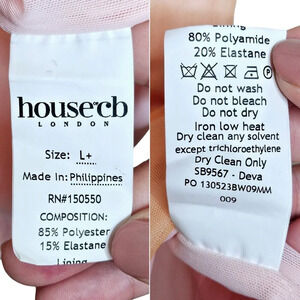 house of cb
LONDON
Size: L+
Made In: Philippines
RN#150550
COMPOSITION:
85% Polyester
15% Elastane
Lining
Lining
80% Polyamide
20% Elastane
Do not wash
Do not bleach
Do not dry
Iron low heat
Dry clean any solvent
except trichloroethylene
Dry Clean Only
SB9567 - Deva
PO 130523BW09MM
009